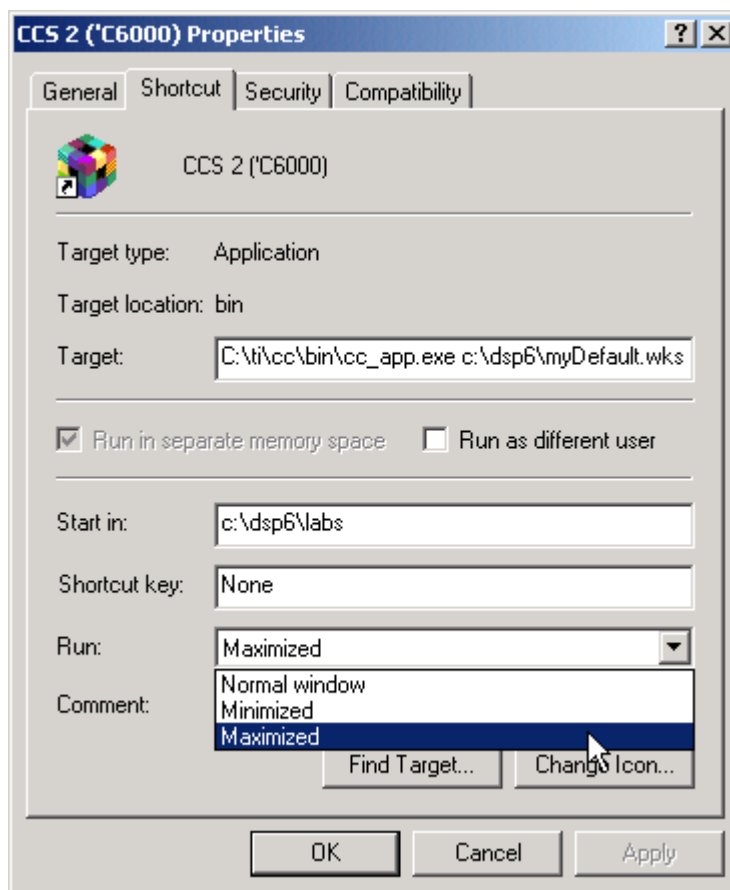 CCS 2 ('C6000) Properties
General Shortcut Security Compatibility
CCS 2 ('C6000)
Target type: Application
Target location: bin
Target: C:\ti\cc\bin\cc_app.exe c:\dsp6\myDefault.wks
Run in separate memory space Run as different user
Start in: c:\dsp6\labs
Shortcut key: None
Run: Maximized
Normal window
Comment: Minimized
Maximized
Find Target... Change Icon...
OK Cancel Apply